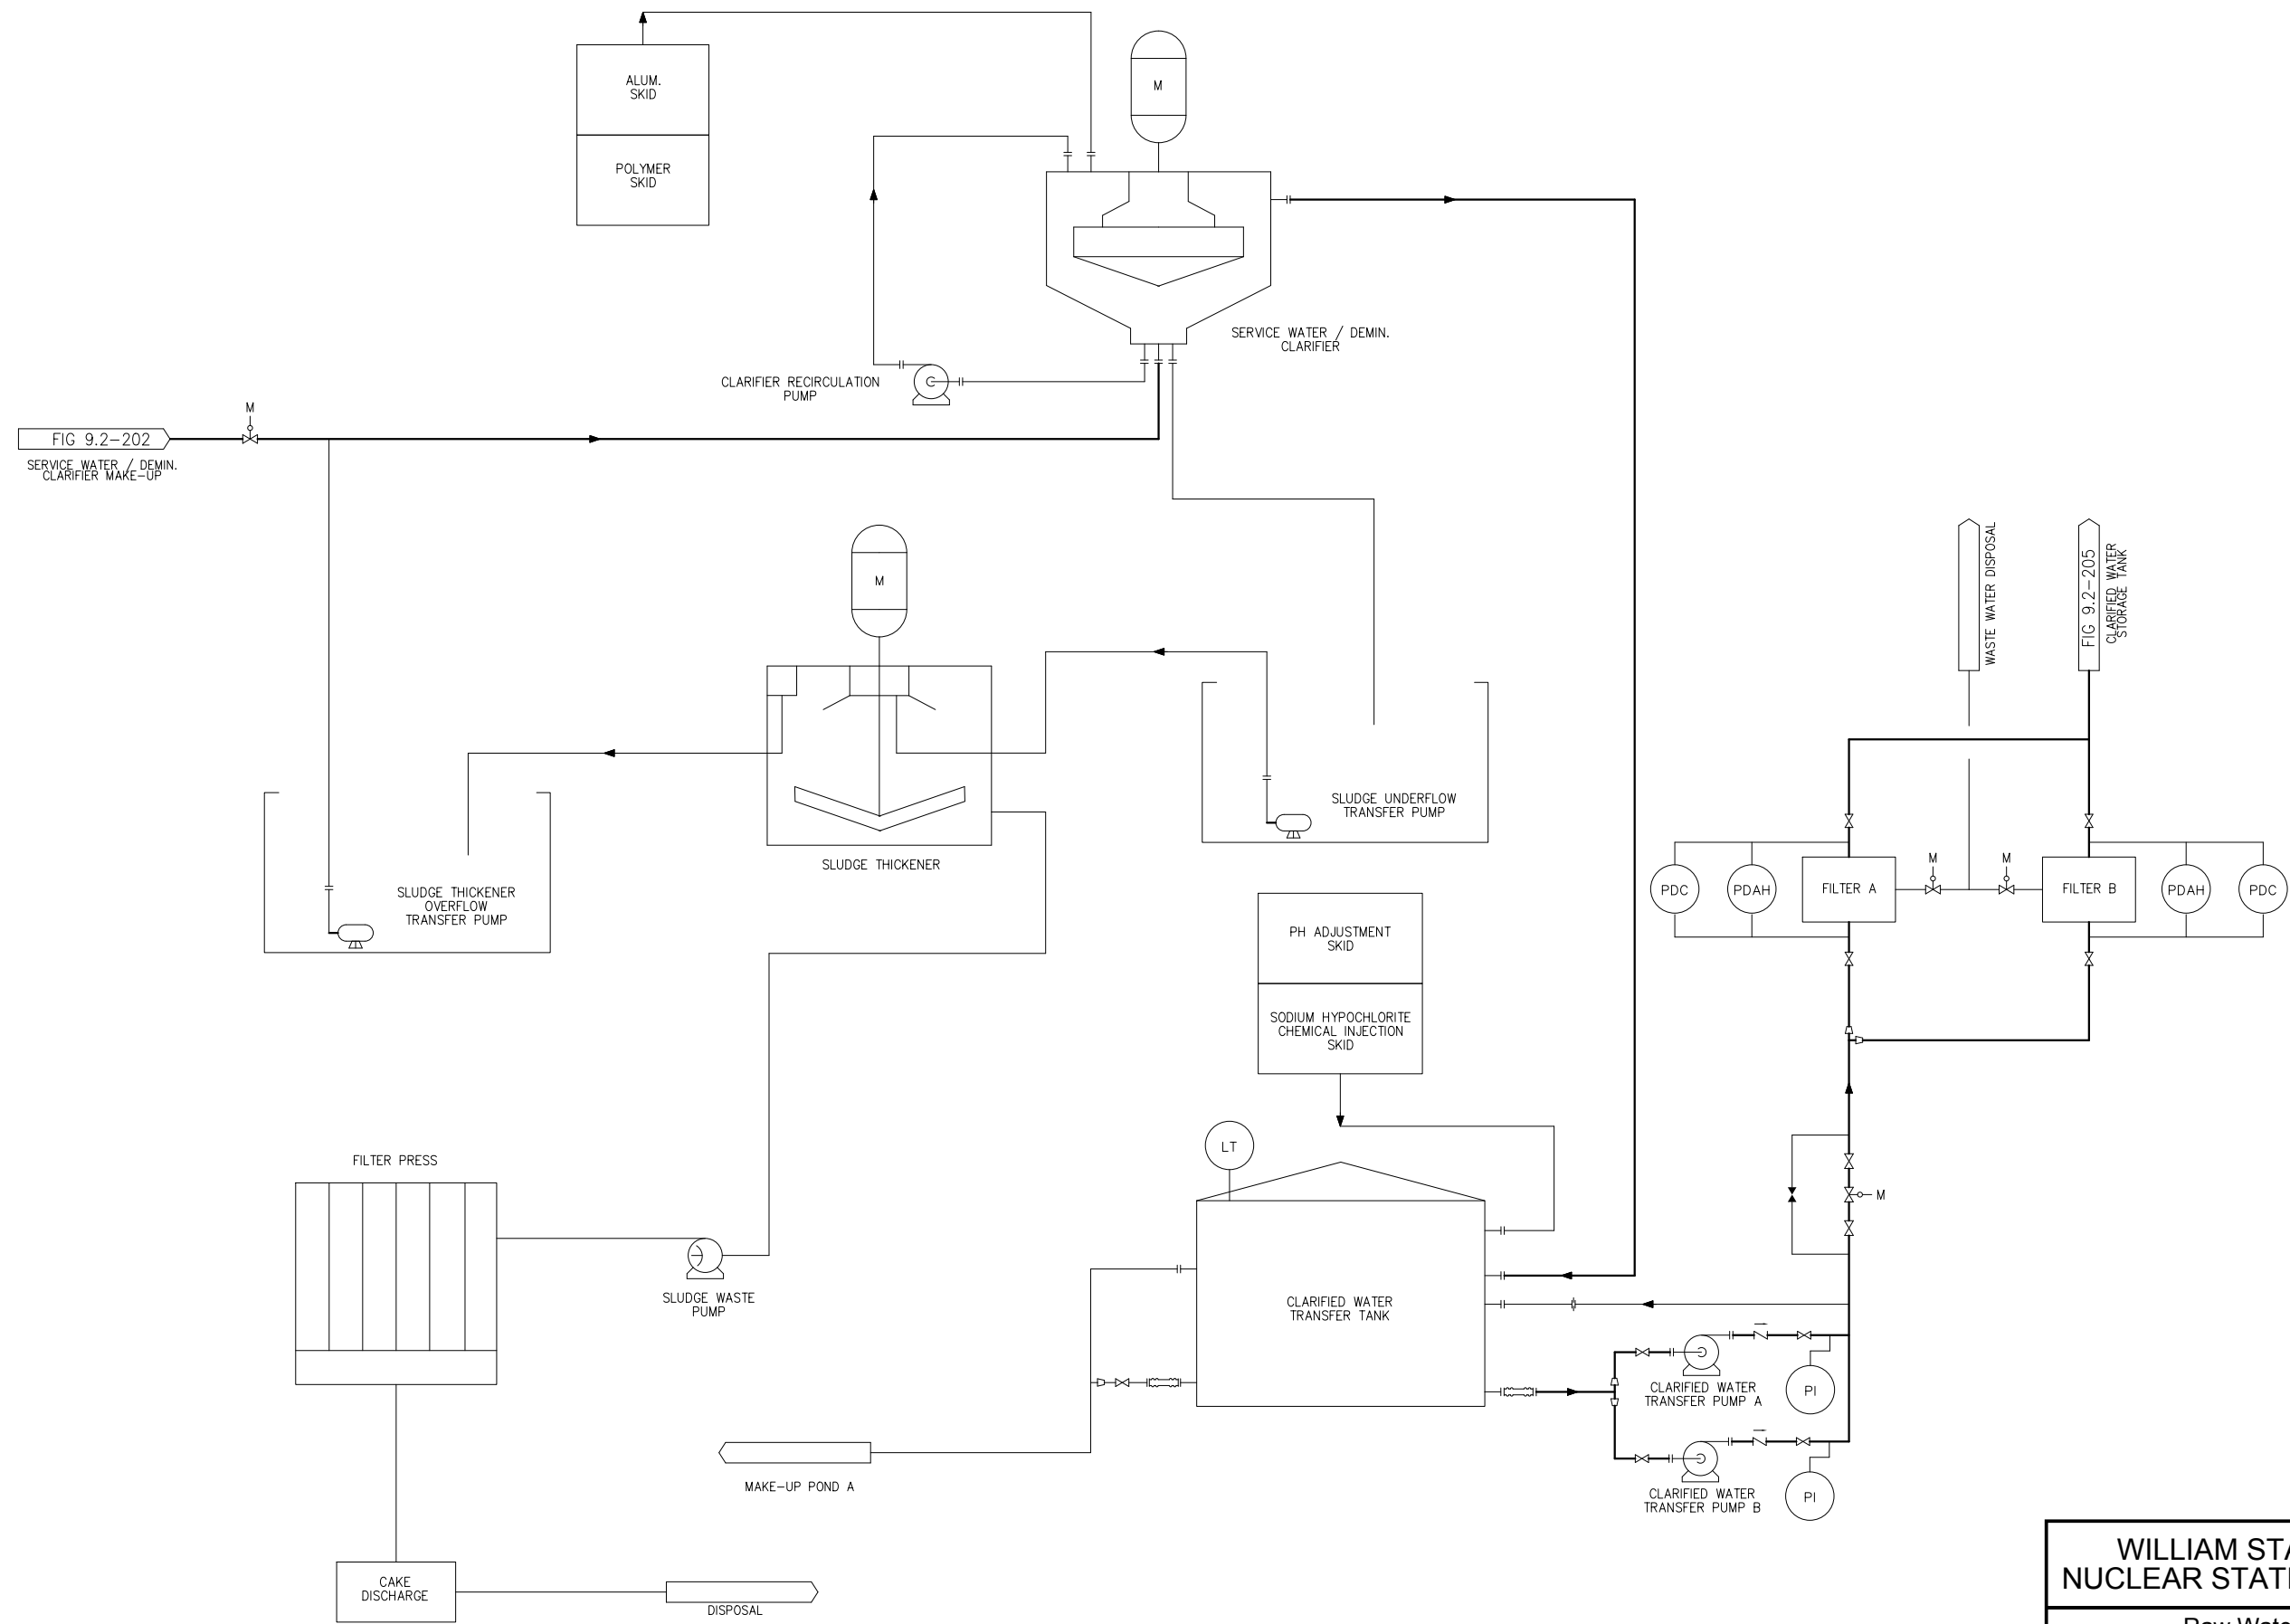 ALUM.
SKID
POLYMER
SKID
M
SERVICE WATER / DEMIN.
CLARIFIER
CLARIFIER RECIRCULATION
PUMP
C
M
FIG 9.2-202
SERVICE WATER / DEMIN.
CLARIFIER MAKE-UP
M
SLUDGE THICKENER
SLUDGE UNDERFLOW
TRANSFER PUMP
SLUDGE THICKENER
OVERFLOW
TRANSFER PUMP
WASTE WATER DISPOSAL
FIG 9.2-205
CLARIFIED WATER
STORAGE TANK
PDC
PDAH
FILTER A
M
M
FILTER B
PDAH
PDC
PH ADJUSTMENT
SKID
SODIUM HYPOCHLORITE
CHEMICAL INJECTION
SKID
LT
M
FILTER PRESS
SLUDGE WASTE
PUMP
CLARIFIED WATER
TRANSFER TANK
CLARIFIED WATER
TRANSFER PUMP A
PI
CLARIFIED WATER
TRANSFER PUMP B
PI
MAKE-UP POND A
CAKE
DISCHARGE
DISPOSAL
WILLIAM
NUCLEAR